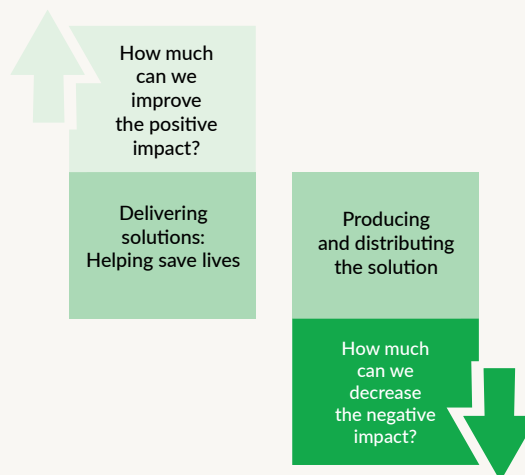 How much
can we
improve
the positive
impact?
Delivering
solutions:
Helping save lives
Producing
and distributing
the solution
How much
can we
decrease
the negative
impact?